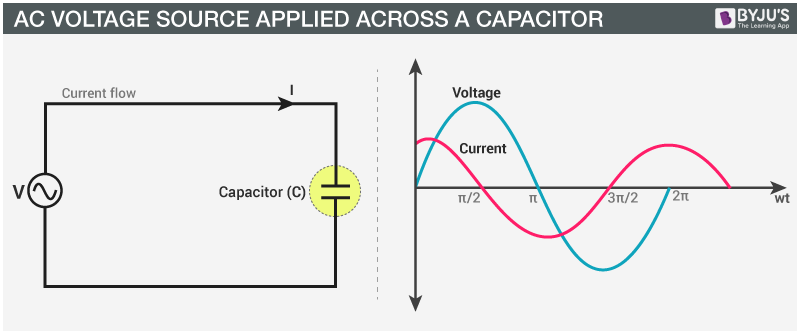 AC VOLTAGE SOURCE APPLIED ACROSS A CAPACITOR
BYJU'S
The Learning App
Current flow
I
V
Capacitor (C)
Voltage
Current
π/2
π
3π/2
2π
wt